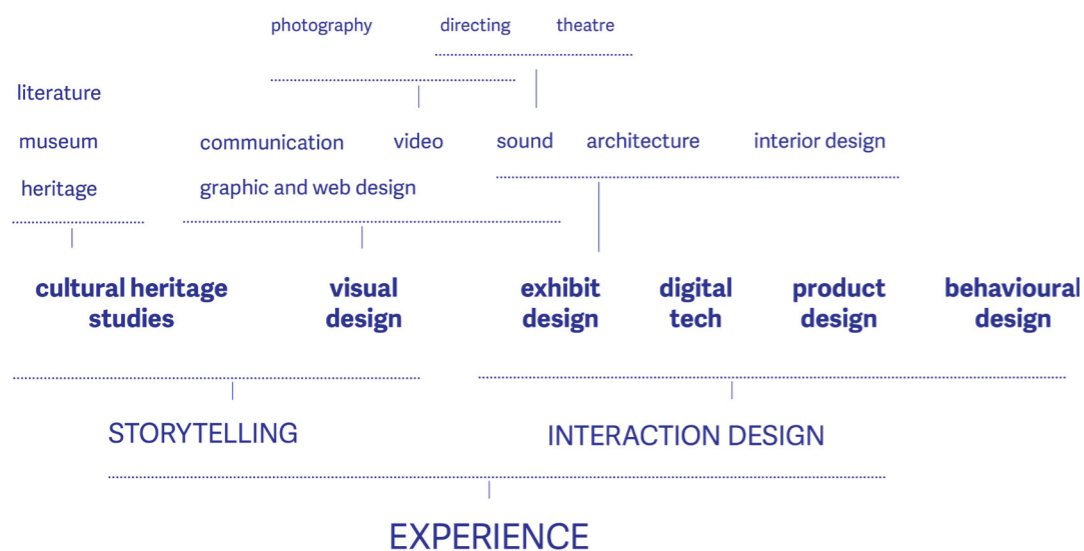 photography directing theatre
literature
museum communication video sound architecture interior design
heritage graphic and web design
cultural heritage visual exhibit digital product behavioural
studies design design tech design design
STORYTELLING INTERACTION DESIGN
EXPERIENCE